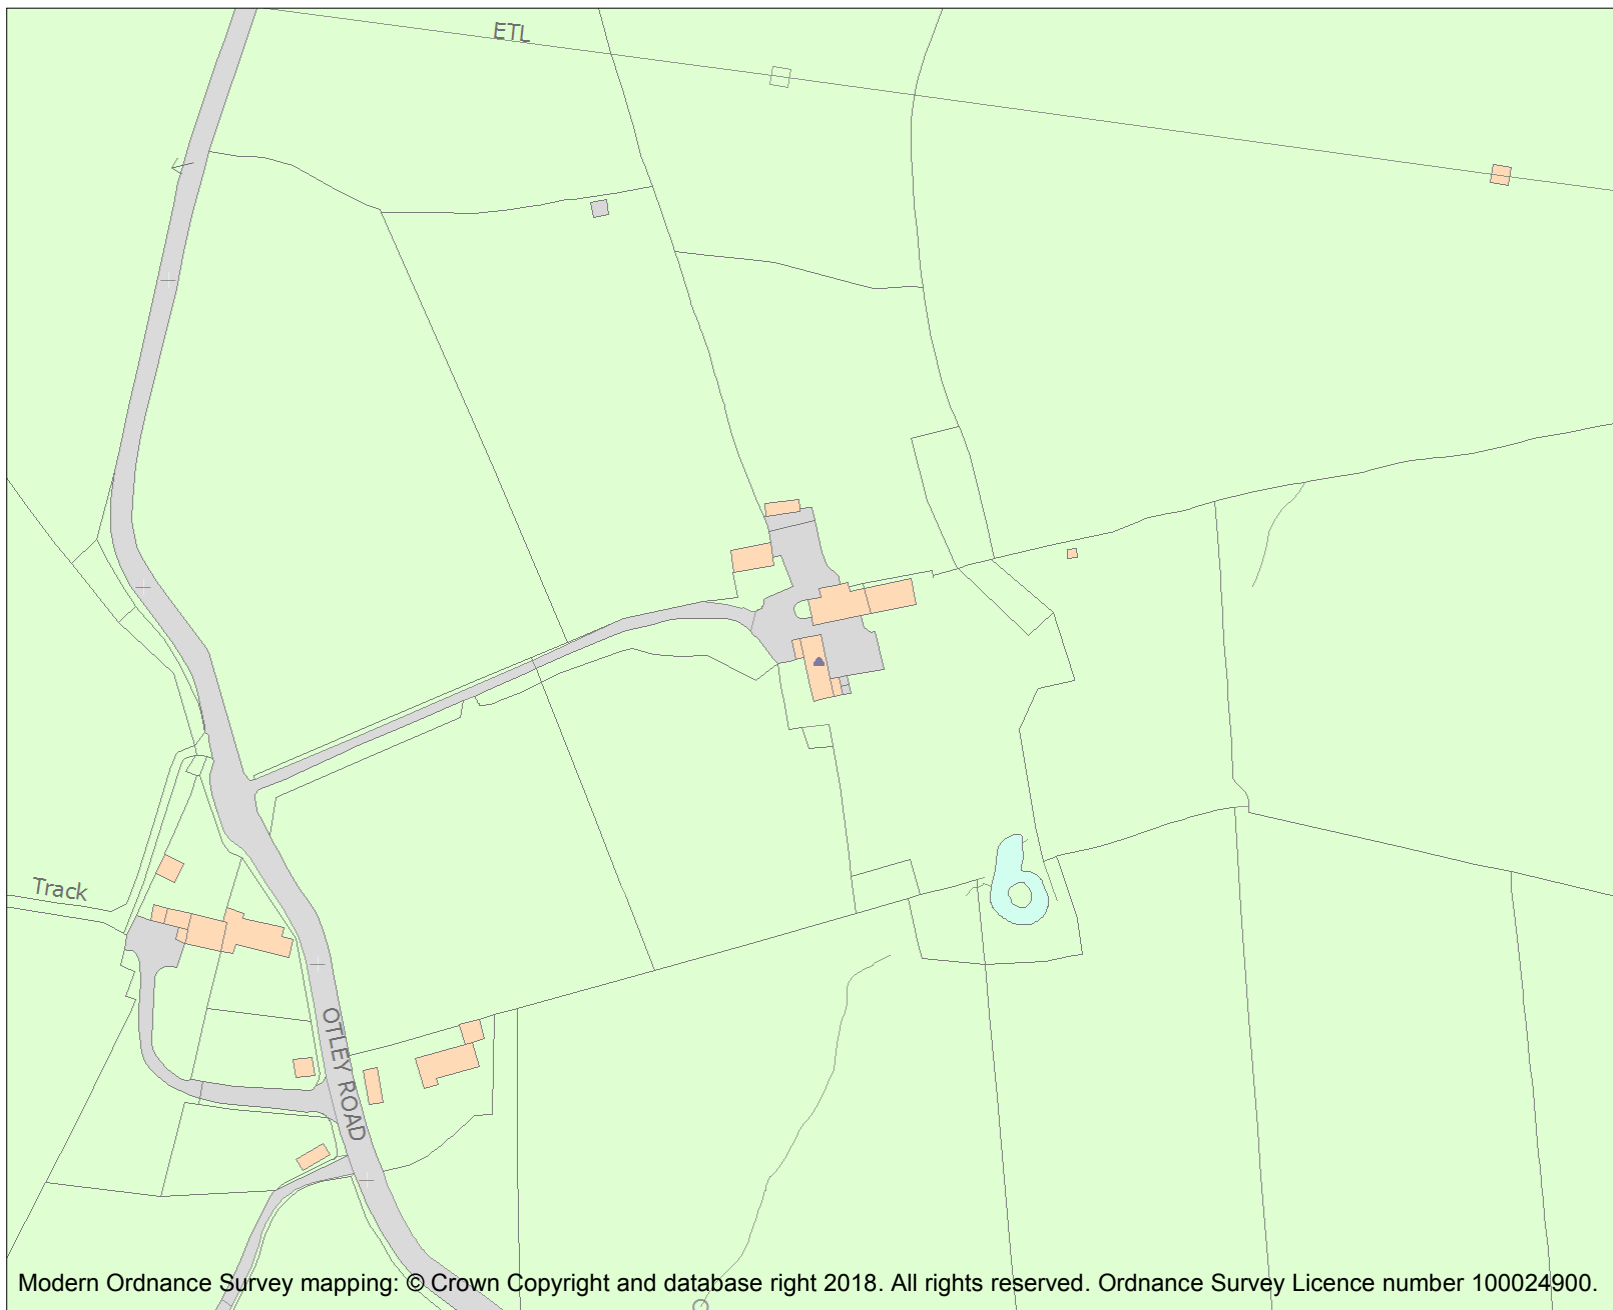 ETL
Track
OTLEY ROAD
Modern Ordnance Survey mapping: © Crown Copyright and database right 2018. All rights reserved. Ordnance Survey Licence number 100024900.